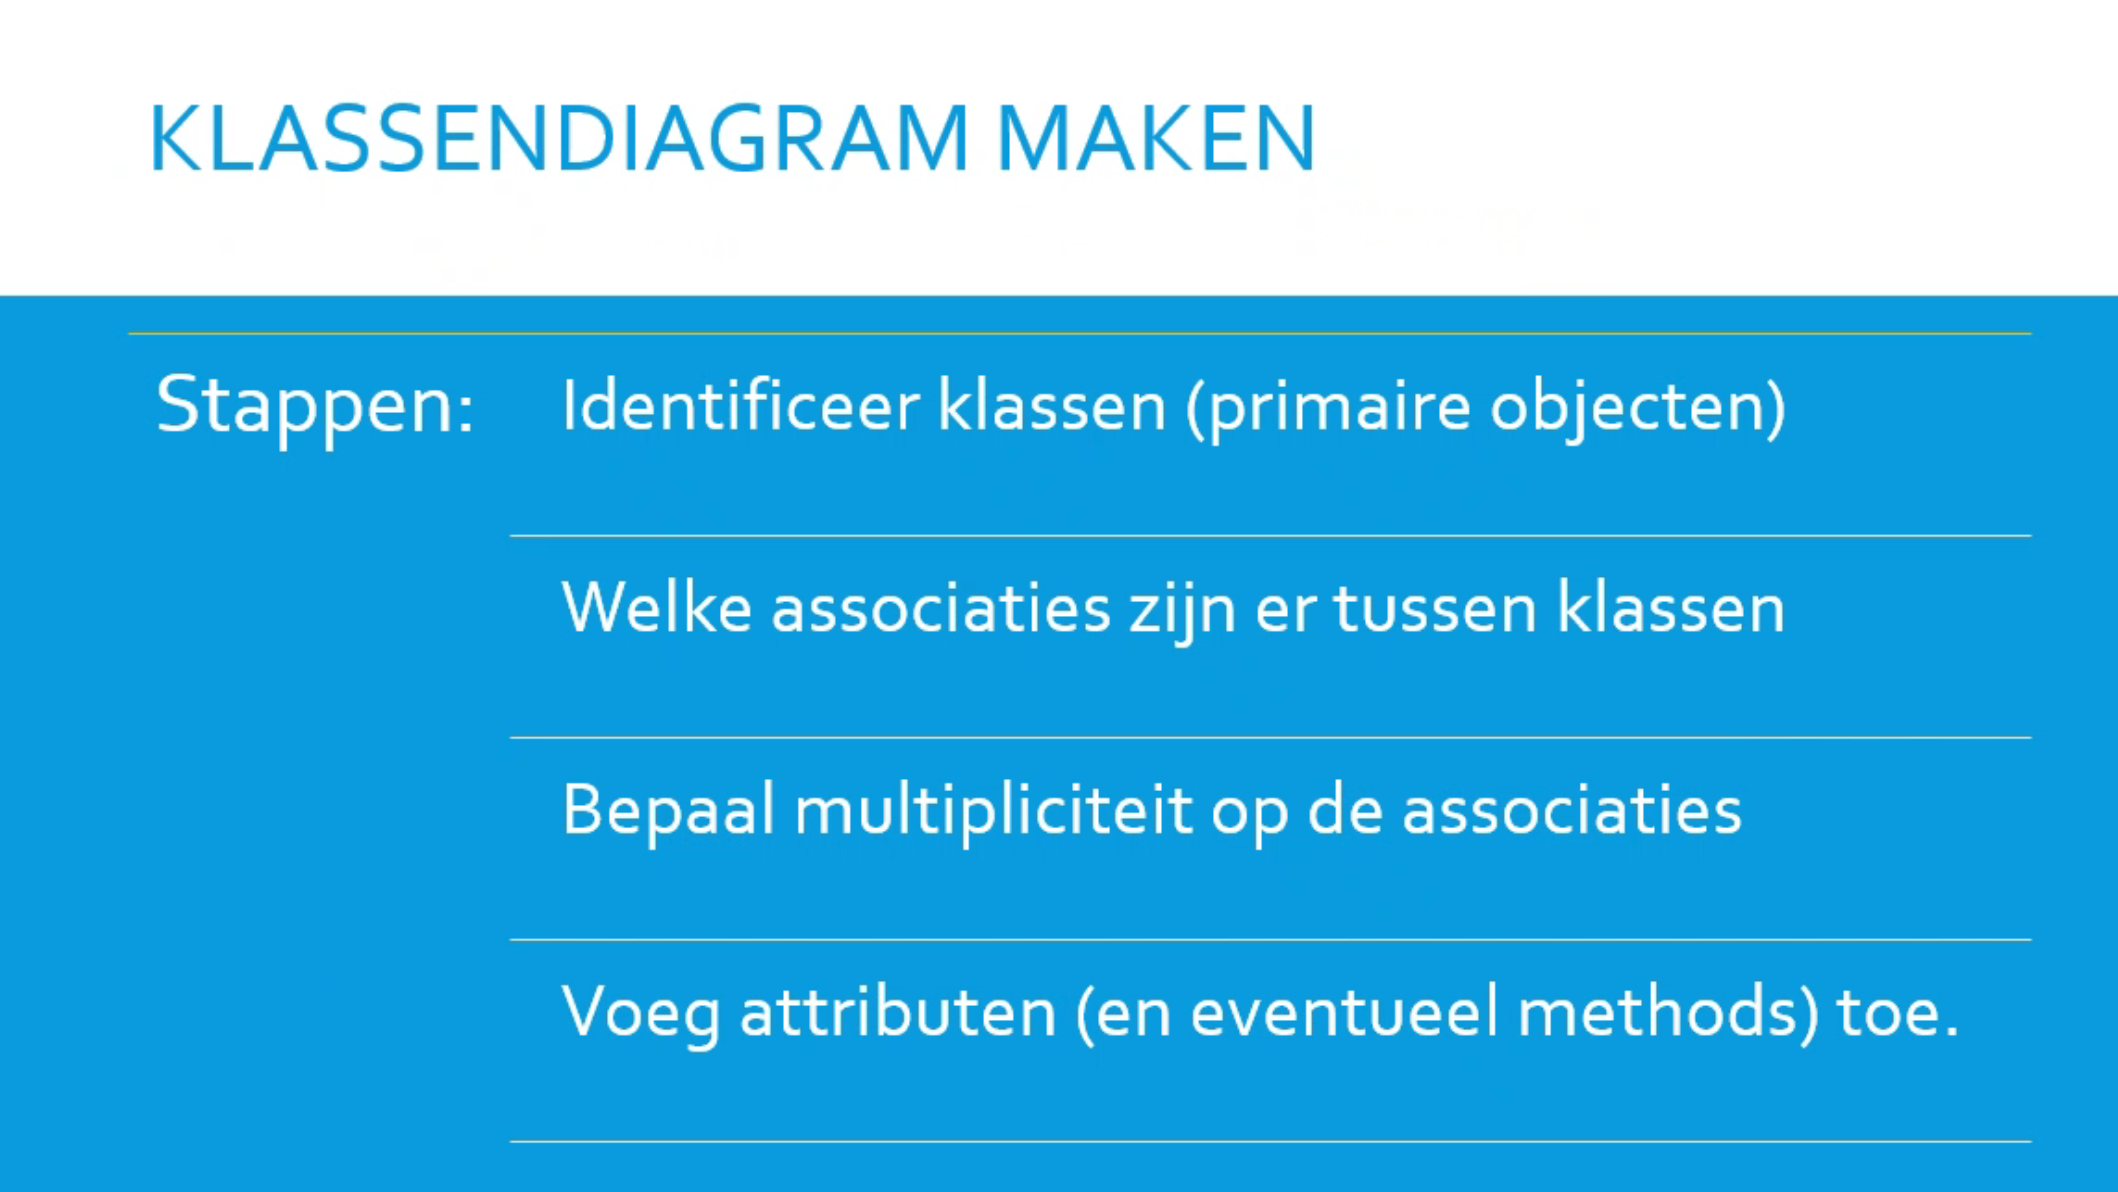 KLASSENDIAGRAM MAKEN
Stappen:
Identificeer klassen (primaire objecten)
Welke associaties zijn er tussen klassen
Bepaal multipliciteit op de associaties
Voeg attributen (en eventueel methods) toe.